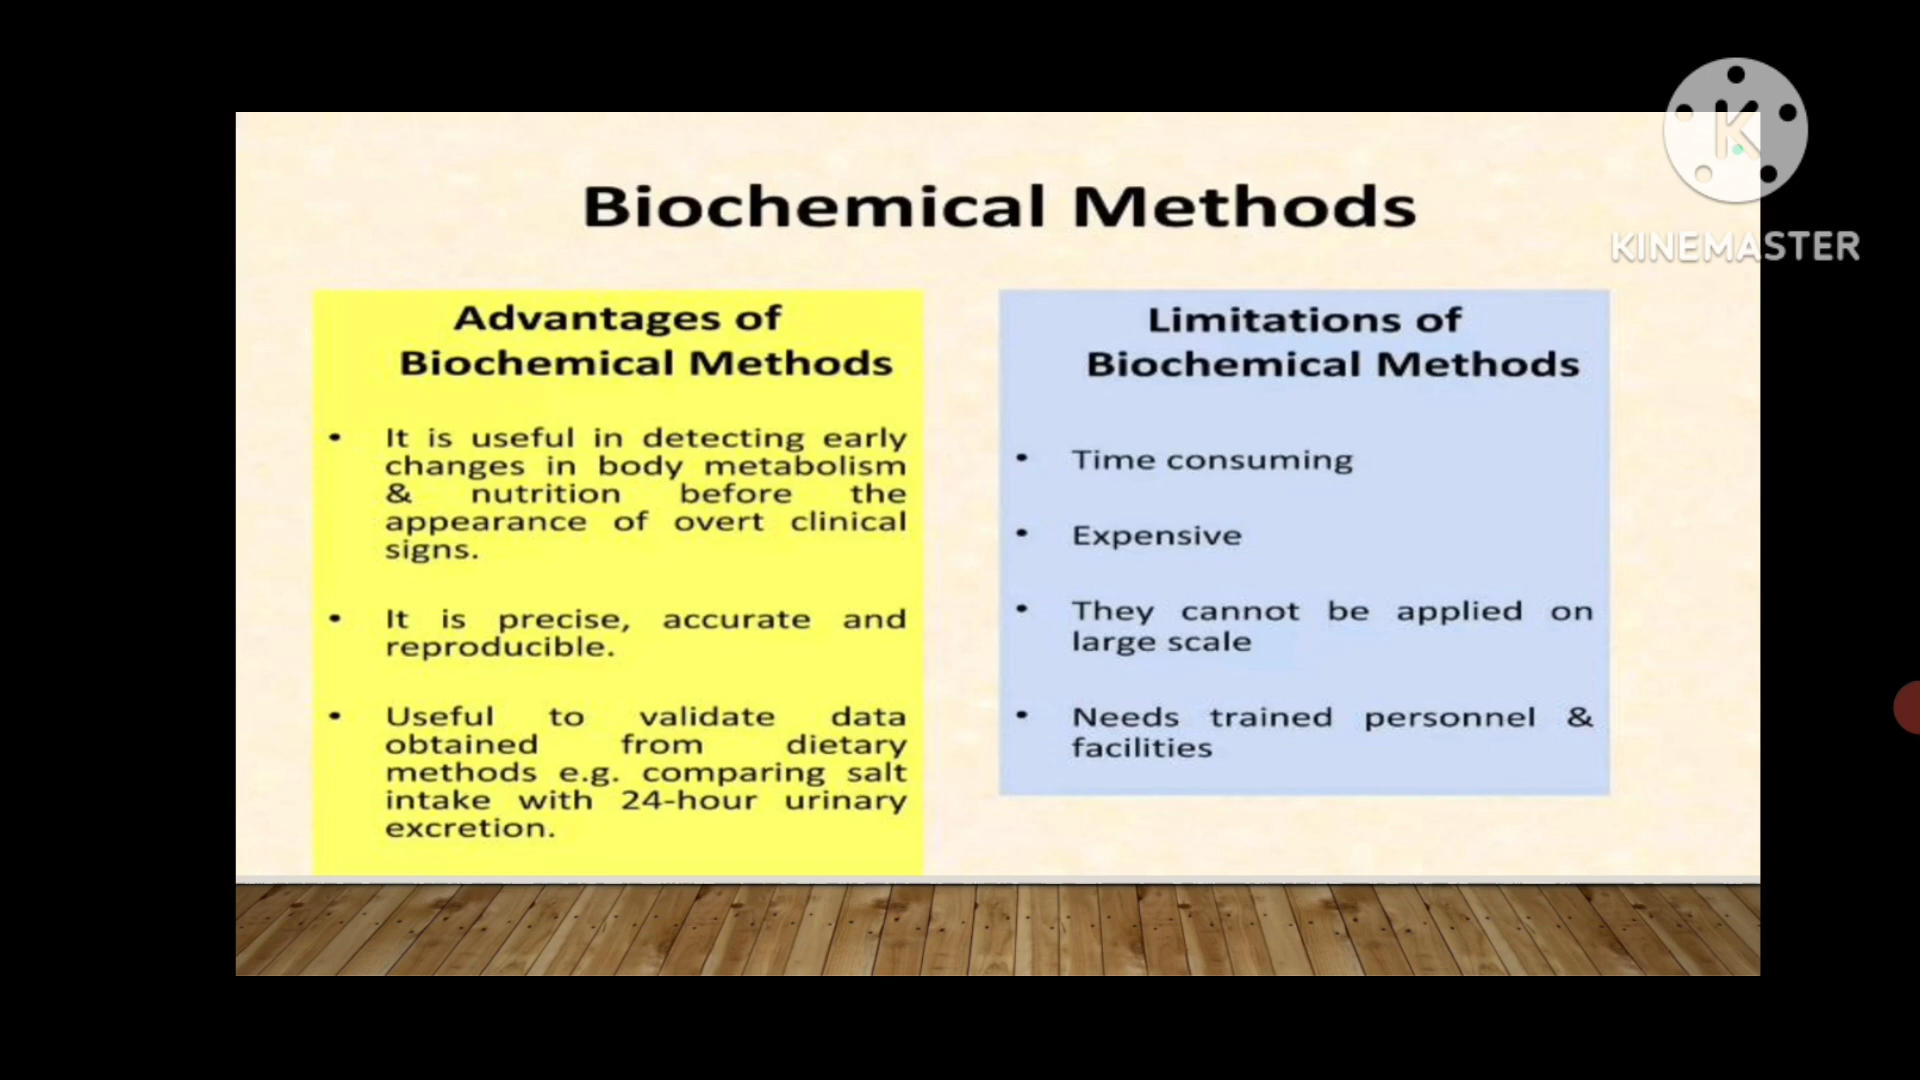 Biochemical Methods
Advantages of
Biochemical Methods
• It is useful in detecting early
changes in body metabolism
& nutrition before the
appearance of overt clinical
signs.
• It is precise, accurate and
reproducible.
• Useful to validate data
obtained from dietary
methods e.g. comparing salt
intake with 24-hour urinary
excretion.
Limitations of
Biochemical Methods
• Time consuming
• Expensive
• They cannot be applied on
large scale
• Needs trained personnel &
facilities
K
KINEMASTER